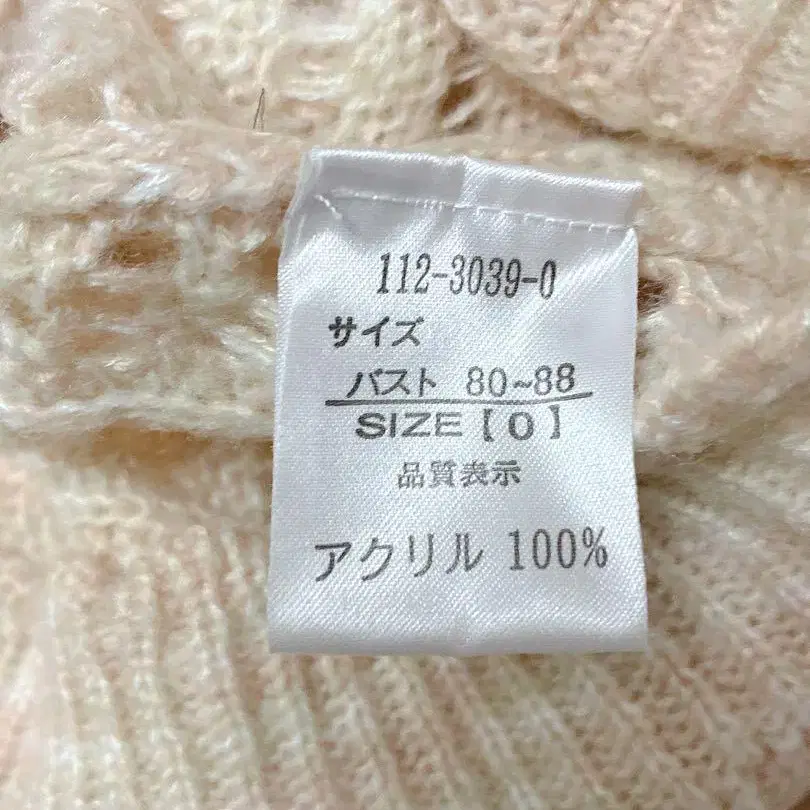 112-3039-0
サイズ
バスト 80~88
SIZE【0】
品質表示
アクリル 100%